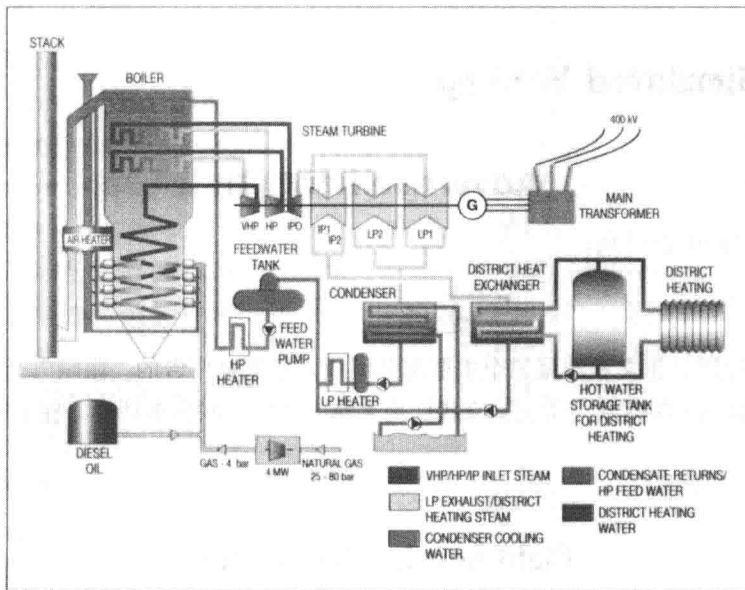 STACK
BOILER
STEAM TURBINE
400 kV
G
MAIN
TRANSFORMER
VHP HP IPO
IP1
IP2
LP2
LP1
AIR HEATER
FEEDWATER
TANK
CONDENSER
DISTRICT HEAT
EXCHANGER
DISTRICT
HEATING
FEED
WATER
PUMP
HP
HEATER
LP HEATER
HOT WATER
STORAGE TANK
FOR DISTRICT
HEATING
DIESEL
OIL
GAS - 4 bar
4 MW
NATURAL GAS
25 - 80 bar
VHP/HP/IP INLET STEAM
LP EXHAUST/DISTRICT
HEATING STEAM
CONDENSER COOLING
WATER
CONDENSATE RETURNS/
HP FEED WATER
DISTRICT HEATING
WATER